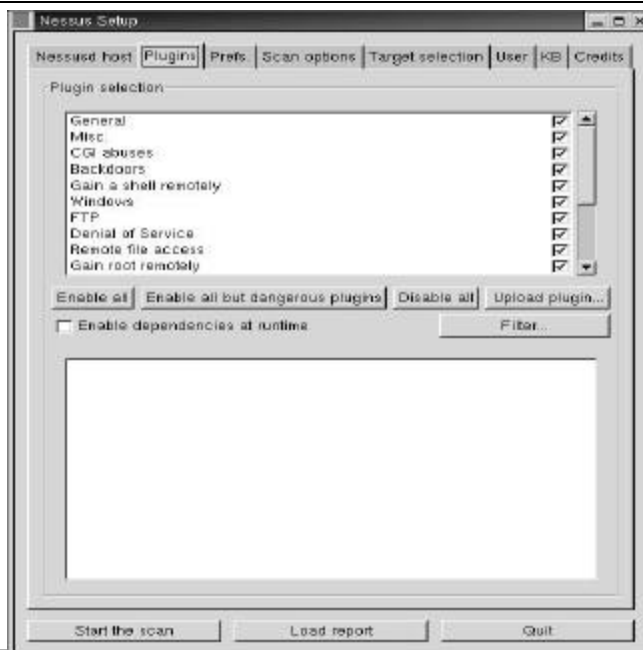 Nessus Setup
Nessusd host Plugins Prefs. Scan options Target selection User KB Credits
Plugin selection
General
Misc.
CGI abuses
Backdoors
Gain a shell remotely
Windows
FTP
Denial of Service
Remote file access
Gain root remotely
Enable all Enable all but dangerous plugins Disable all Upload plugin...
Enable dependencies at runtime Filter...
Start the scan Load report Quit